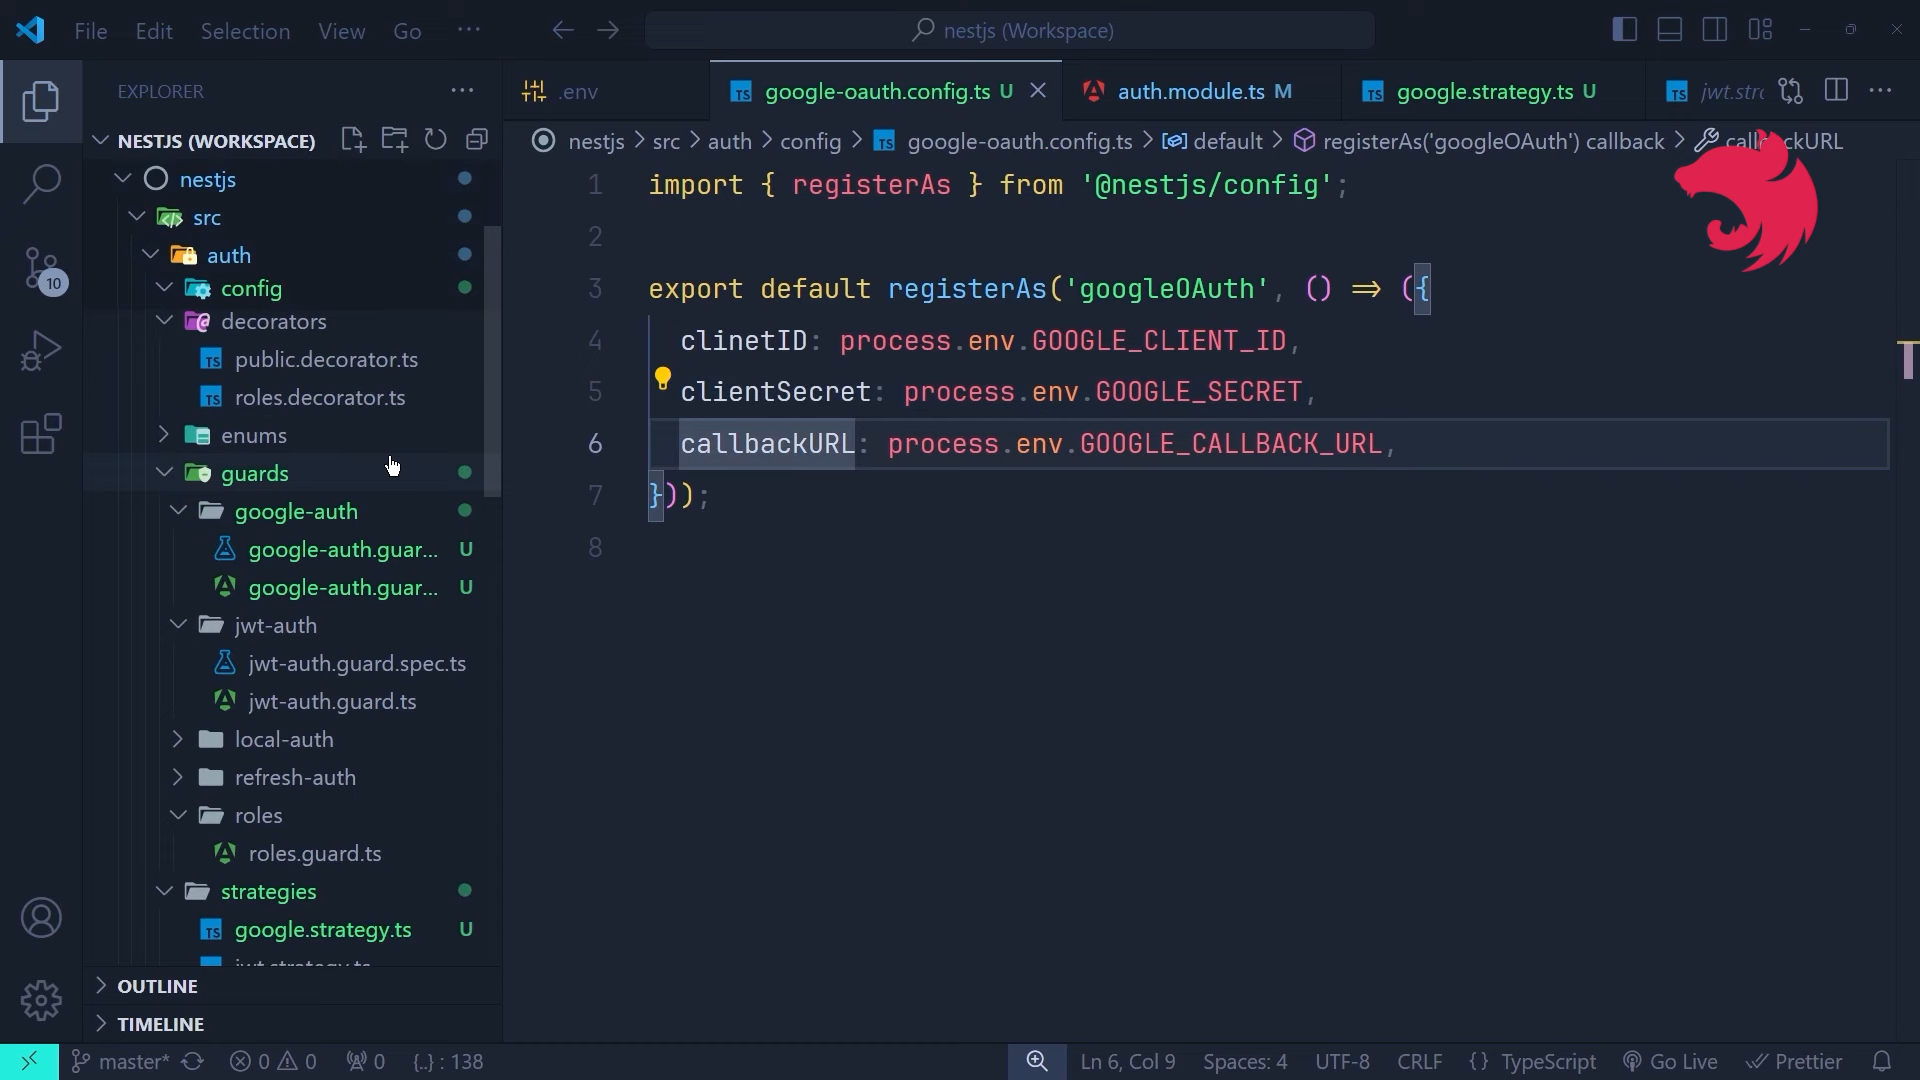 File Edit Selection View Go
nestjs (Workspace)
EXPLORER
.env
google-oauth.config.ts U
auth.module.ts M
google.strategy.ts U
NESTJS (WORKSPACE)
nestjs > src > auth > config > TS google-oauth.config.ts > default > registerAs('googleOAuth') callback >
nestjs
src
auth
config
decorators
TS public.decorator.ts
TS roles.decorator.ts
enums
guards
google-auth
google-auth.guar... U
google-auth.guar... U
jwt-auth
jwt-auth.guard.spec.ts
jwt-auth.guard.ts
local-auth
refresh-auth
roles
roles.guard.ts
strategies
TS google.strategy.ts U
OUTLINE
TIMELINE
1 import { registerAs } from '@nestjs/config';
2
3 export default registerAs('googleOAuth', () => ({
4 clinetID: process.env.GOOGLE_CLIENT_ID,
5 clientSecret: process.env.GOOGLE_SECRET,
6 callbackURL: process.env.GOOGLE_CALLBACK_URL,
7 }));
8
10
master* 0 0 0 {..} : 138
Ln 6, Col 9 Spaces: 4 UTF-8 CRLF {} TypeScript Go Live Prettier